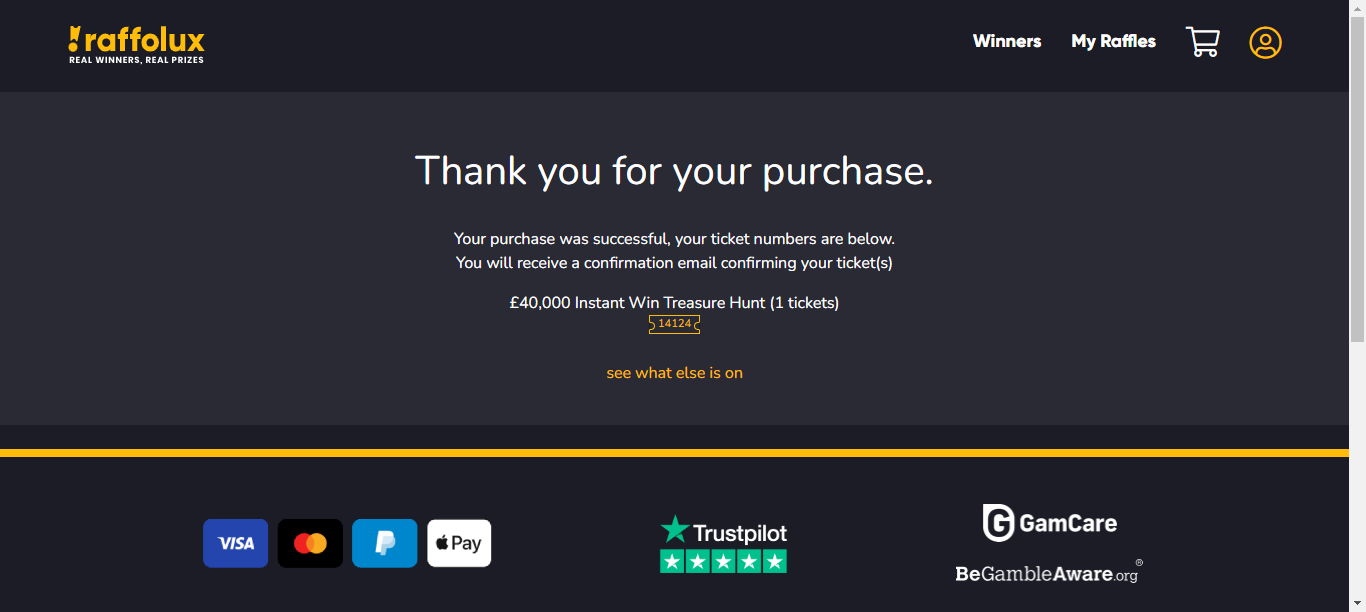 raffolux
REAL WINNERS, REAL PRIZES
Winners
My Raffles
Thank you for your purchase.
Your purchase was successful, your ticket numbers are below.
You will receive a confirmation email confirming your ticket(s)
£40,000 Instant Win Treasure Hunt (1 tickets)
14124
see what else is on
VISA
Pay
Trustpilot
GamCare
BeGambleAware.org®